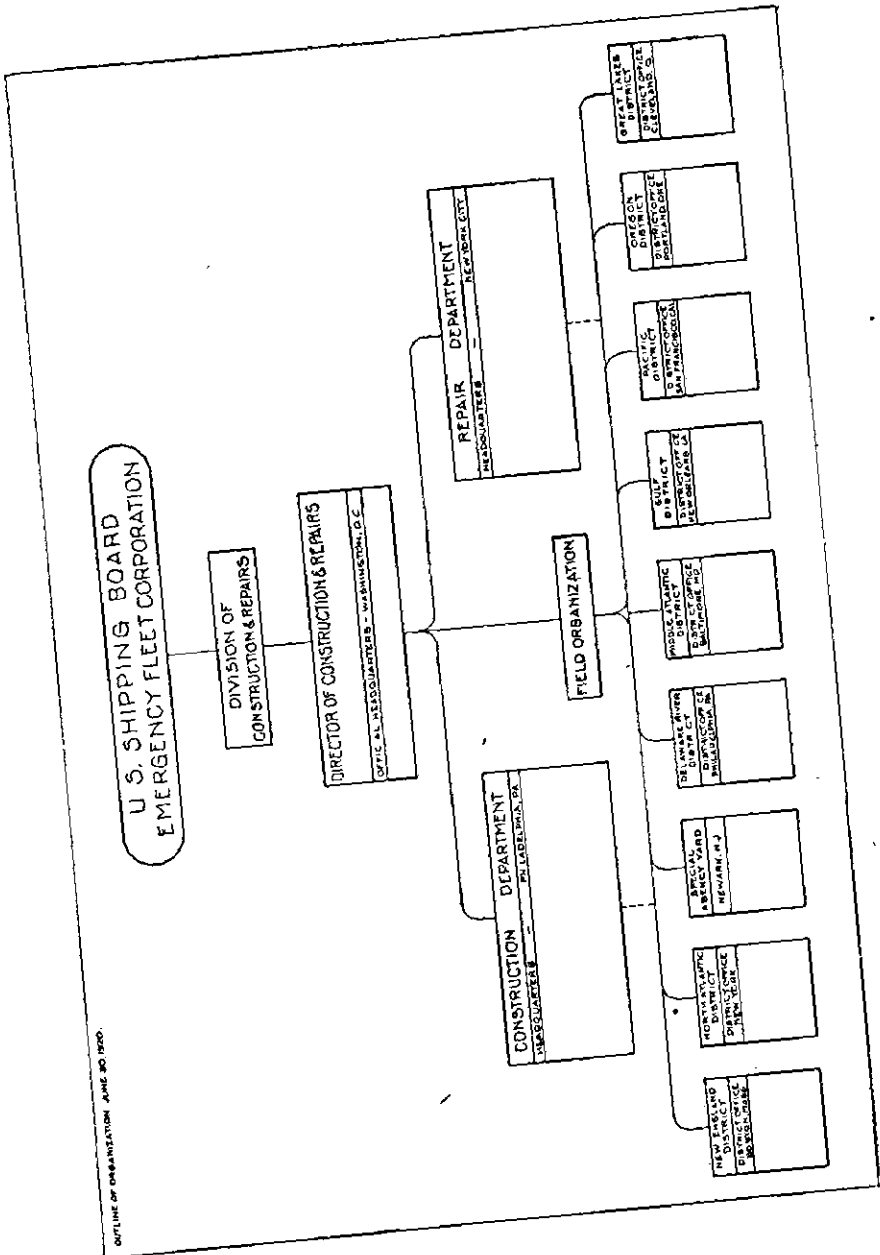 OUTLINE OF ORGANIZATION JUNE 30, 1920.
U. S. SHIPPING BOARD
EMERGENCY FLEET CORPORATION
DIVISION OF
CONSTRUCTION & REPAIRS
DIRECTOR OF CONSTRUCTION & REPAIRS
OFFICIAL HEADQUARTERS - WASHINGTON, D.C.
CONSTRUCTION DEPARTMENT
HEADQUARTERS - PHILADELPHIA, PA
REPAIR DEPARTMENT
HEADQUARTERS - NEW YORK CITY
FIELD ORGANIZATION
NEW ENGLAND
DISTRICT
DISTRICT OFFICE
BOSTON, MASS
NORTH ATLANTIC
DISTRICT
DISTRICT OFFICE
NEW YORK
SPECIAL
AGENCY YARD
NEWARK, N.J.
DELAWARE RIVER
DISTRICT
DISTRICT OFFICE
PHILADELPHIA, PA
MIDDLE ATLANTIC
DISTRICT
DISTRICT OFFICE
BALTIMORE, MD
GULF
DISTRICT
DISTRICT OFFICE
NEW ORLEANS, LA
PACIFIC
DISTRICT
DISTRICT OFFICE
SAN FRANCISCO, CAL
OREGON
DISTRICT
DISTRICT OFFICE
PORTLAND, ORE
GREAT LAKES
DISTRICT
DISTRICT OFFICE
CLEVELAND, O.